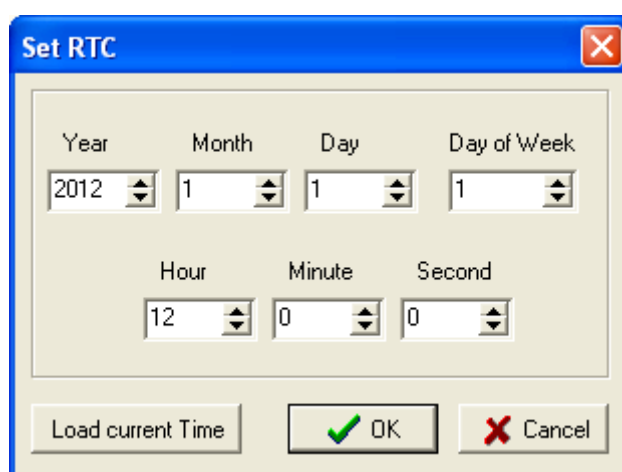 Set RTC
Year Month Day Day of Week
2012 1 1 1
Hour Minute Second
12 0 0
Load current Time OK Cancel